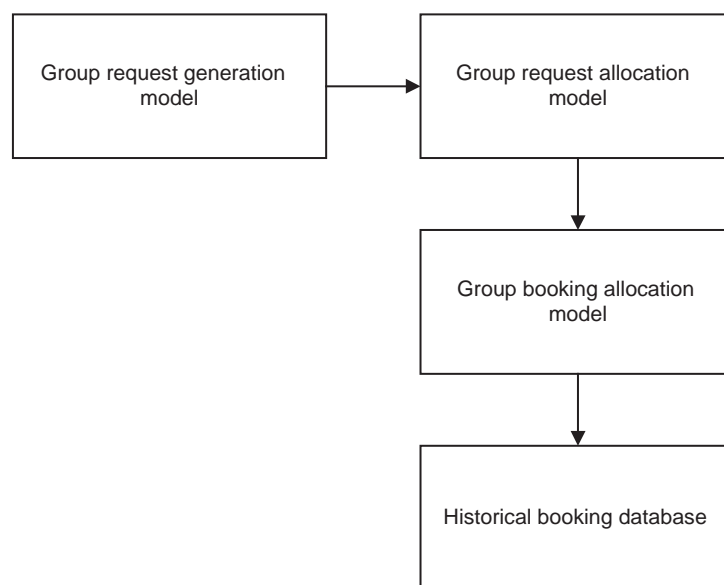 Group request generation
model
Group request allocation
model
Group booking allocation
model
Historical booking database